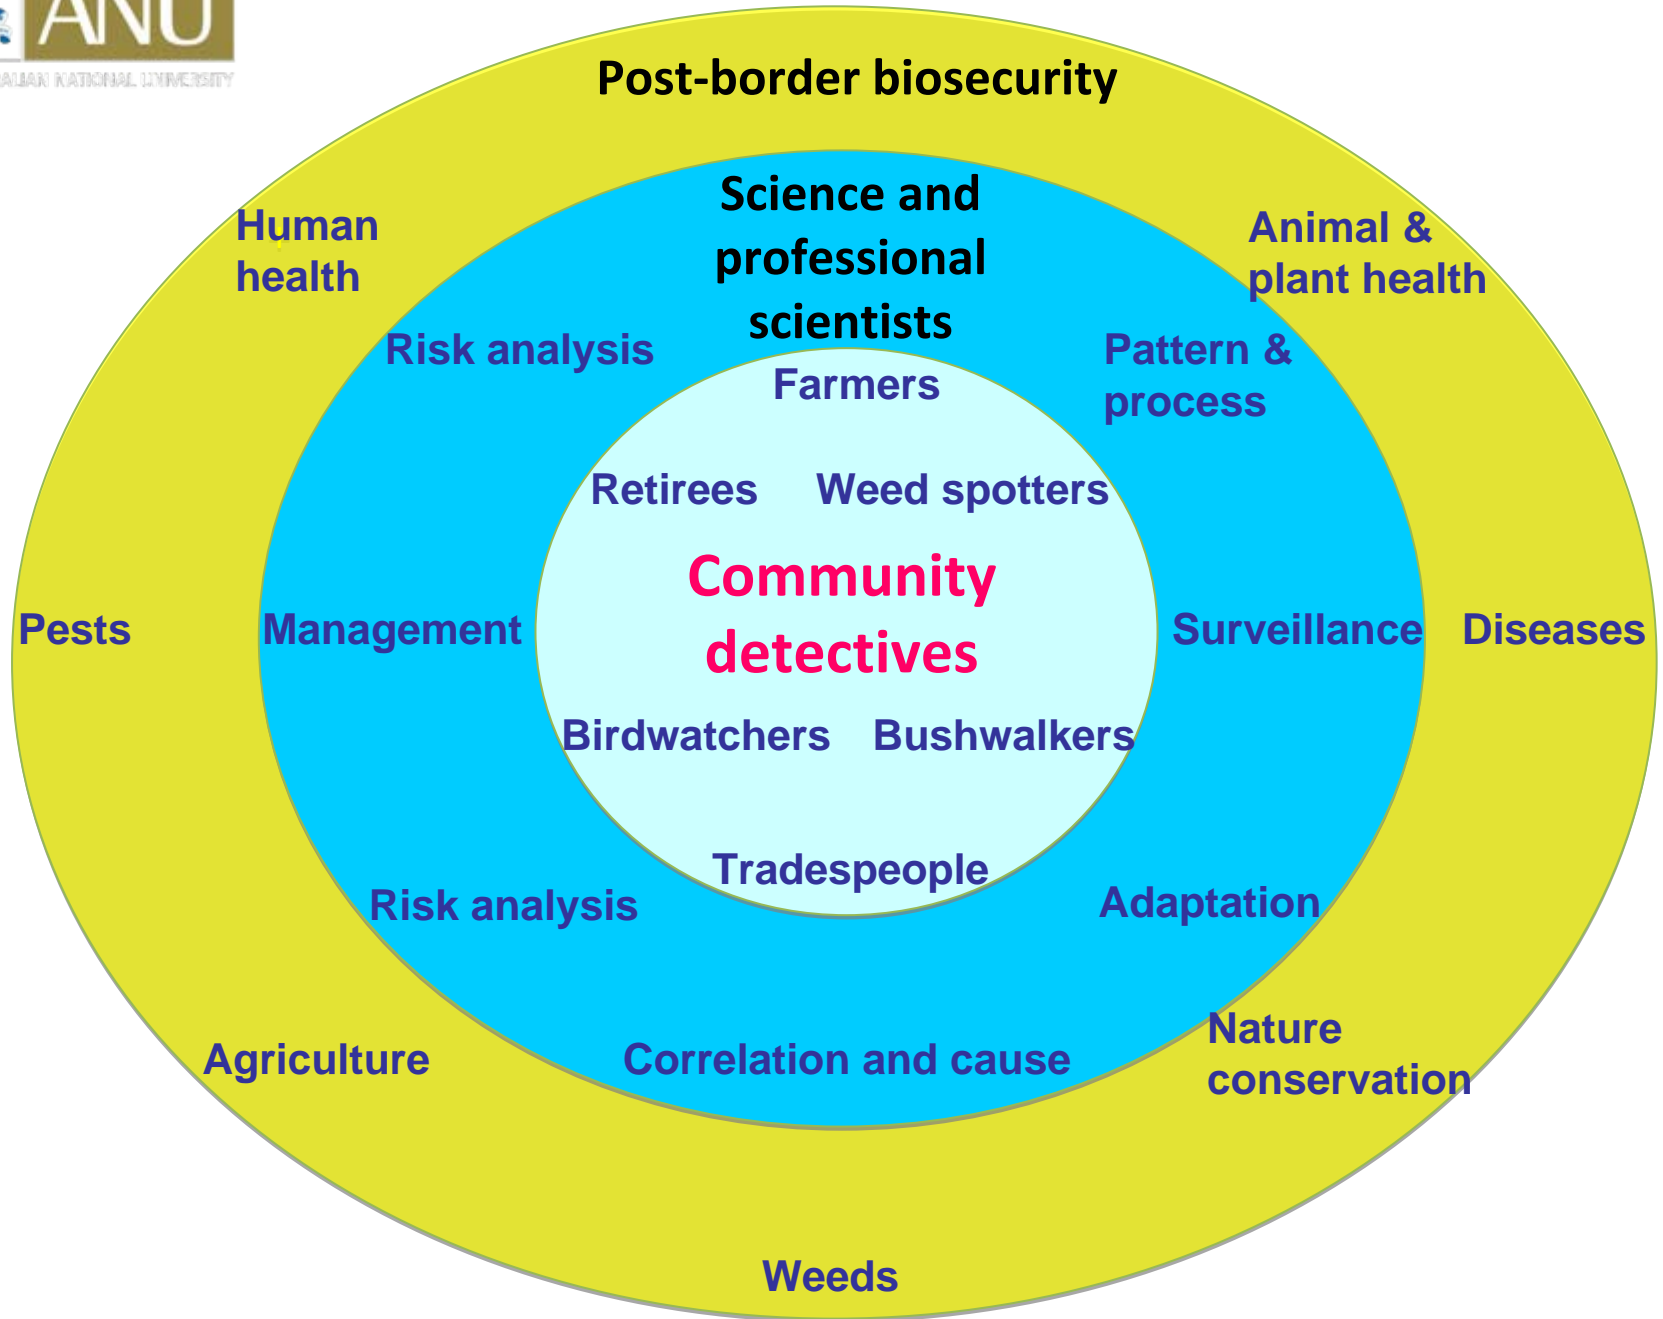 ANU
NATIONAL UNIVERSITY
Post-border biosecurity
Science and
professional
scientists
Human
health
Animal &
plant health
Risk analysis
Pattern &
process
Farmers
Retirees
Weed spotters
Community
detectives
Pests
Management
Surveillance
Diseases
Birdwatchers
Bushwalkers
Tradespeople
Risk analysis
Adaptation
Agriculture
Correlation and cause
Nature
conservation
Weeds